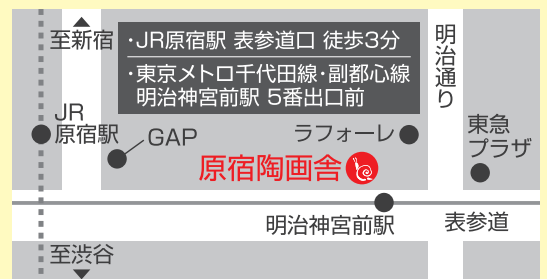 至新宿
・JR原宿駅 表参道口 徒歩3分
・東京メトロ千代田線・副都心線
明治神宮前駅 5番出口前
明治通り
JR
原宿駅
GAP
ラフォーレ
東急
プラザ
原宿陶画舎
明治神宮前駅
表参道
至渋谷